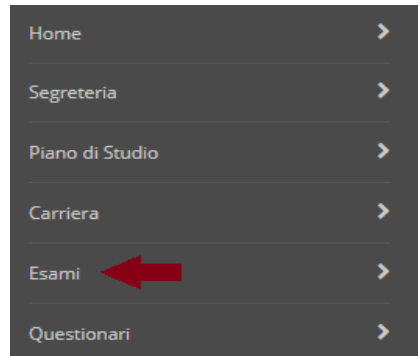 Home
Segreteria
Piano di Studio
Carriera
Esami
Questionari